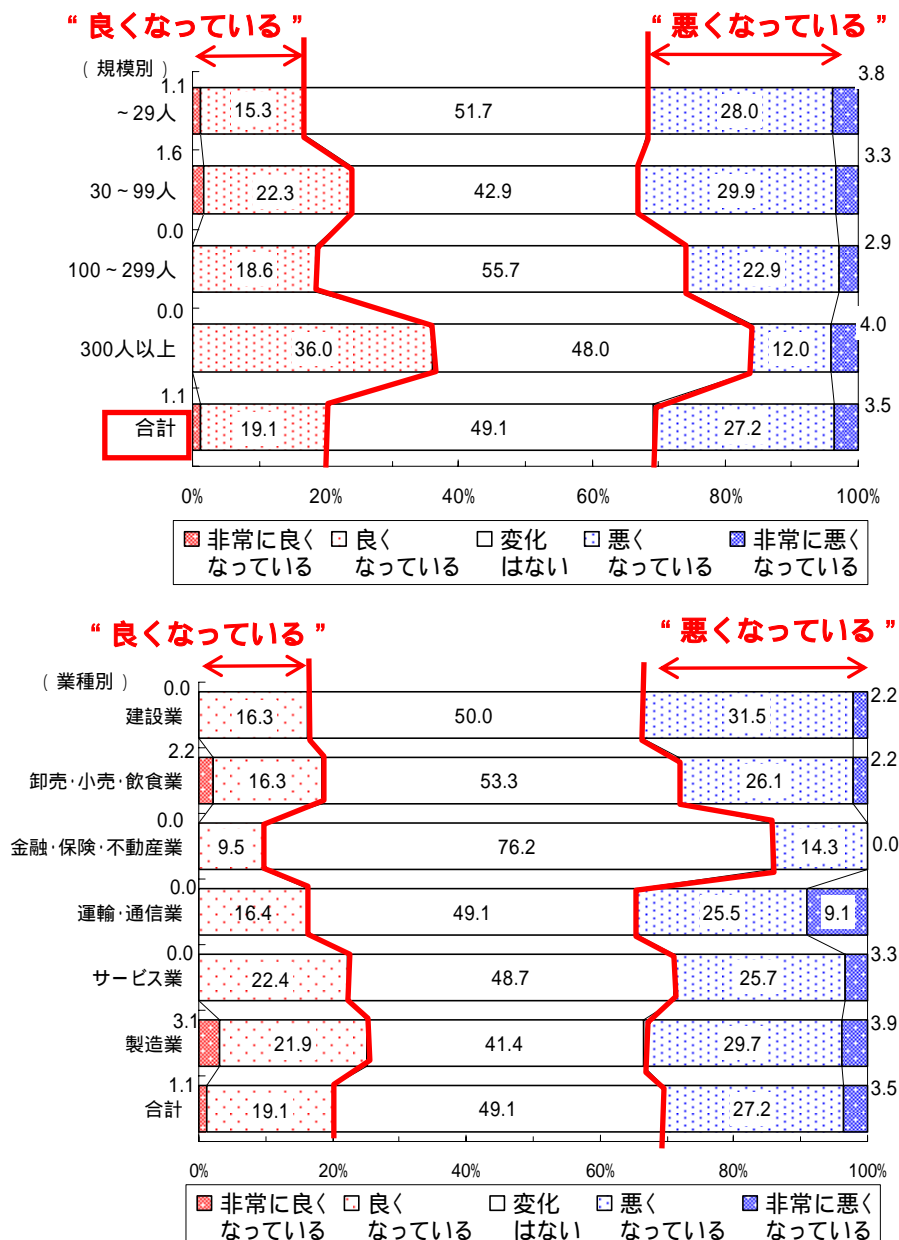 “ 良くなっている ” “ 悪くなっている ”
( 規模別 )
1.1 3.8
~29人 15.3 51.7 28.0
1.6 3.3
30~99人 22.3 42.9 29.9
0.0 2.9
100~299人 18.6 55.7 22.9
0.0 4.0
300人以上 36.0 48.0 12.0
1.1 3.5
合計 19.1 49.1 27.2
0% 20% 40% 60% 80% 100%
非常に良く 良く 変化 悪く 非常に悪く
なっている なっている はない なっている なっている
“ 良くなっている ” “ 悪くなっている ”
( 業種別 )
0.0 2.2
建設業 16.3 50.0 31.5
2.2 2.2
卸売・小売・飲食業 16.3 53.3 26.1
0.0
金融・保険・不動産業 9.5 76.2 14.3 0.0
0.0
運輸・通信業 16.4 49.1 25.5 9.1
0.0 3.3
サービス業 22.4 48.7 25.7
3.1 3.9
製造業 21.9 41.4 29.7
1.1 3.5
合計 19.1 49.1 27.2
0% 20% 40% 60% 80% 100%
非常に良く 良く 変化 悪く 非常に悪く
なっている なっている はない なっている なっている